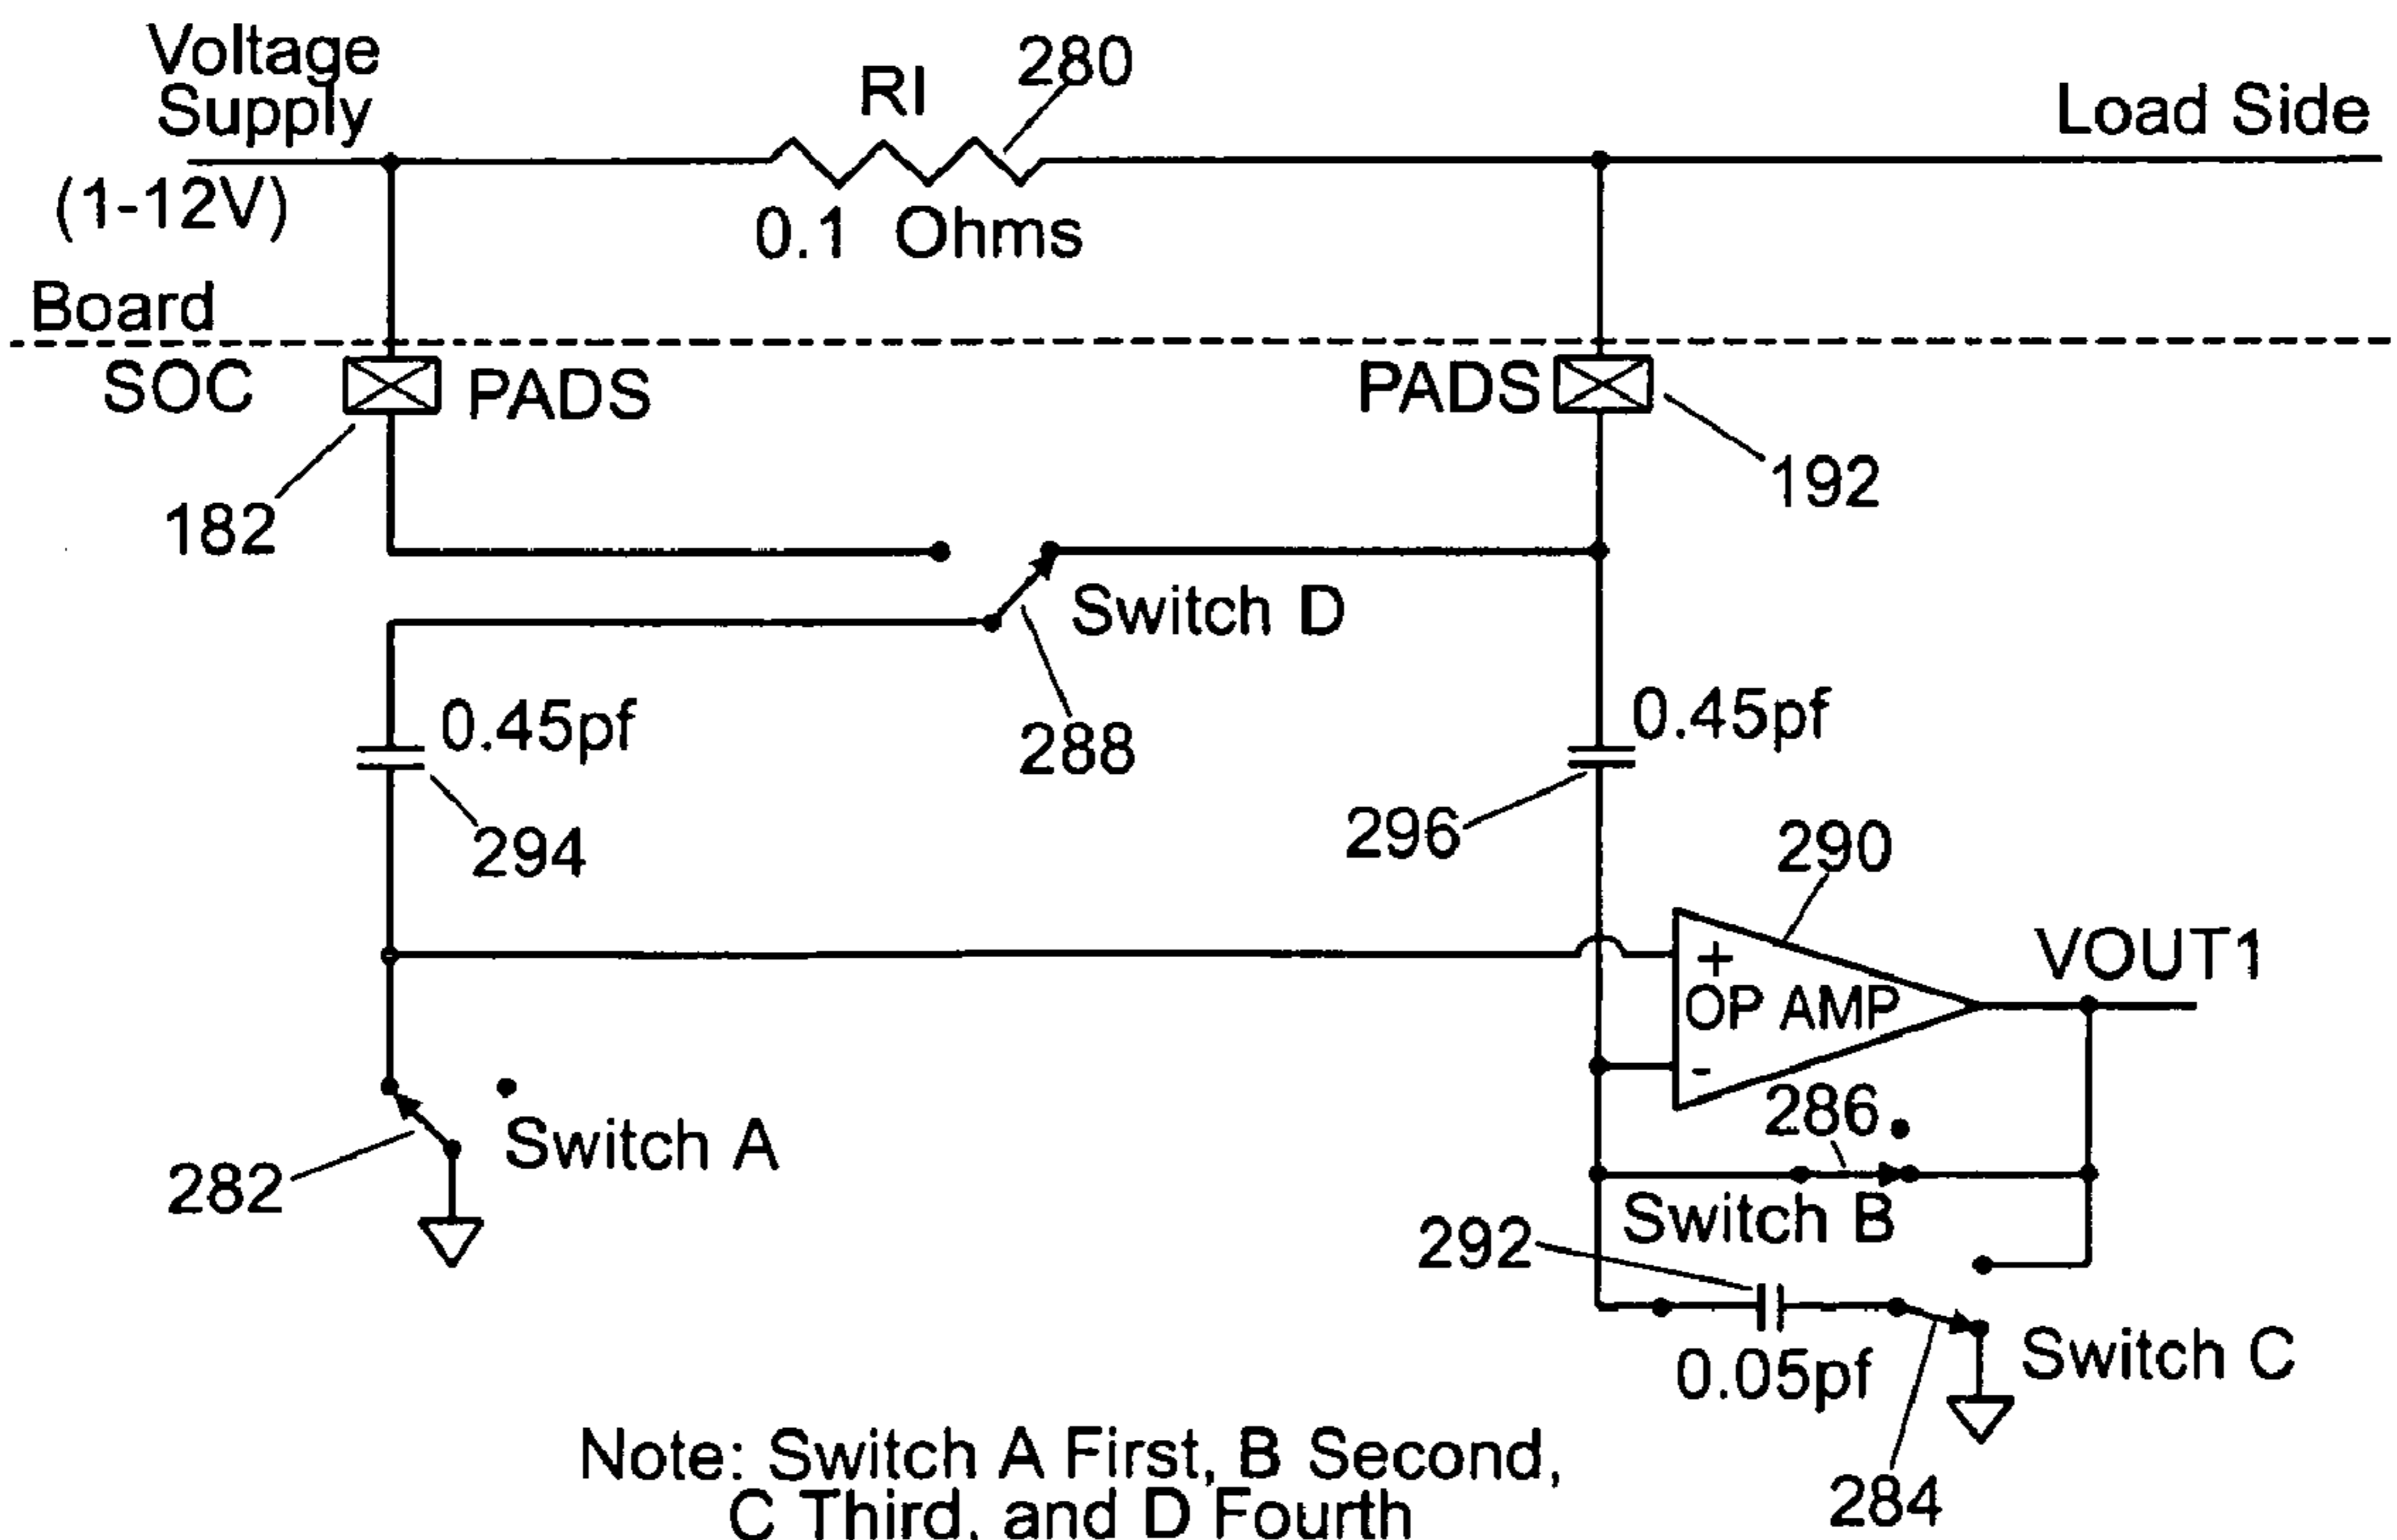 Voltage
Supply
(1-12V)
RI
280
0.1 Ohms
Load Side
Board
SOC
PADS
PADS
182
192
Switch D
288
0.45pf
294
0.45pf
296
290
+
OP AMP
-
VOUT1
Switch A
282
286
Switch B
292
0.05pf
Switch C
284
Note: Switch A First, B Second,
C Third, and D Fourth